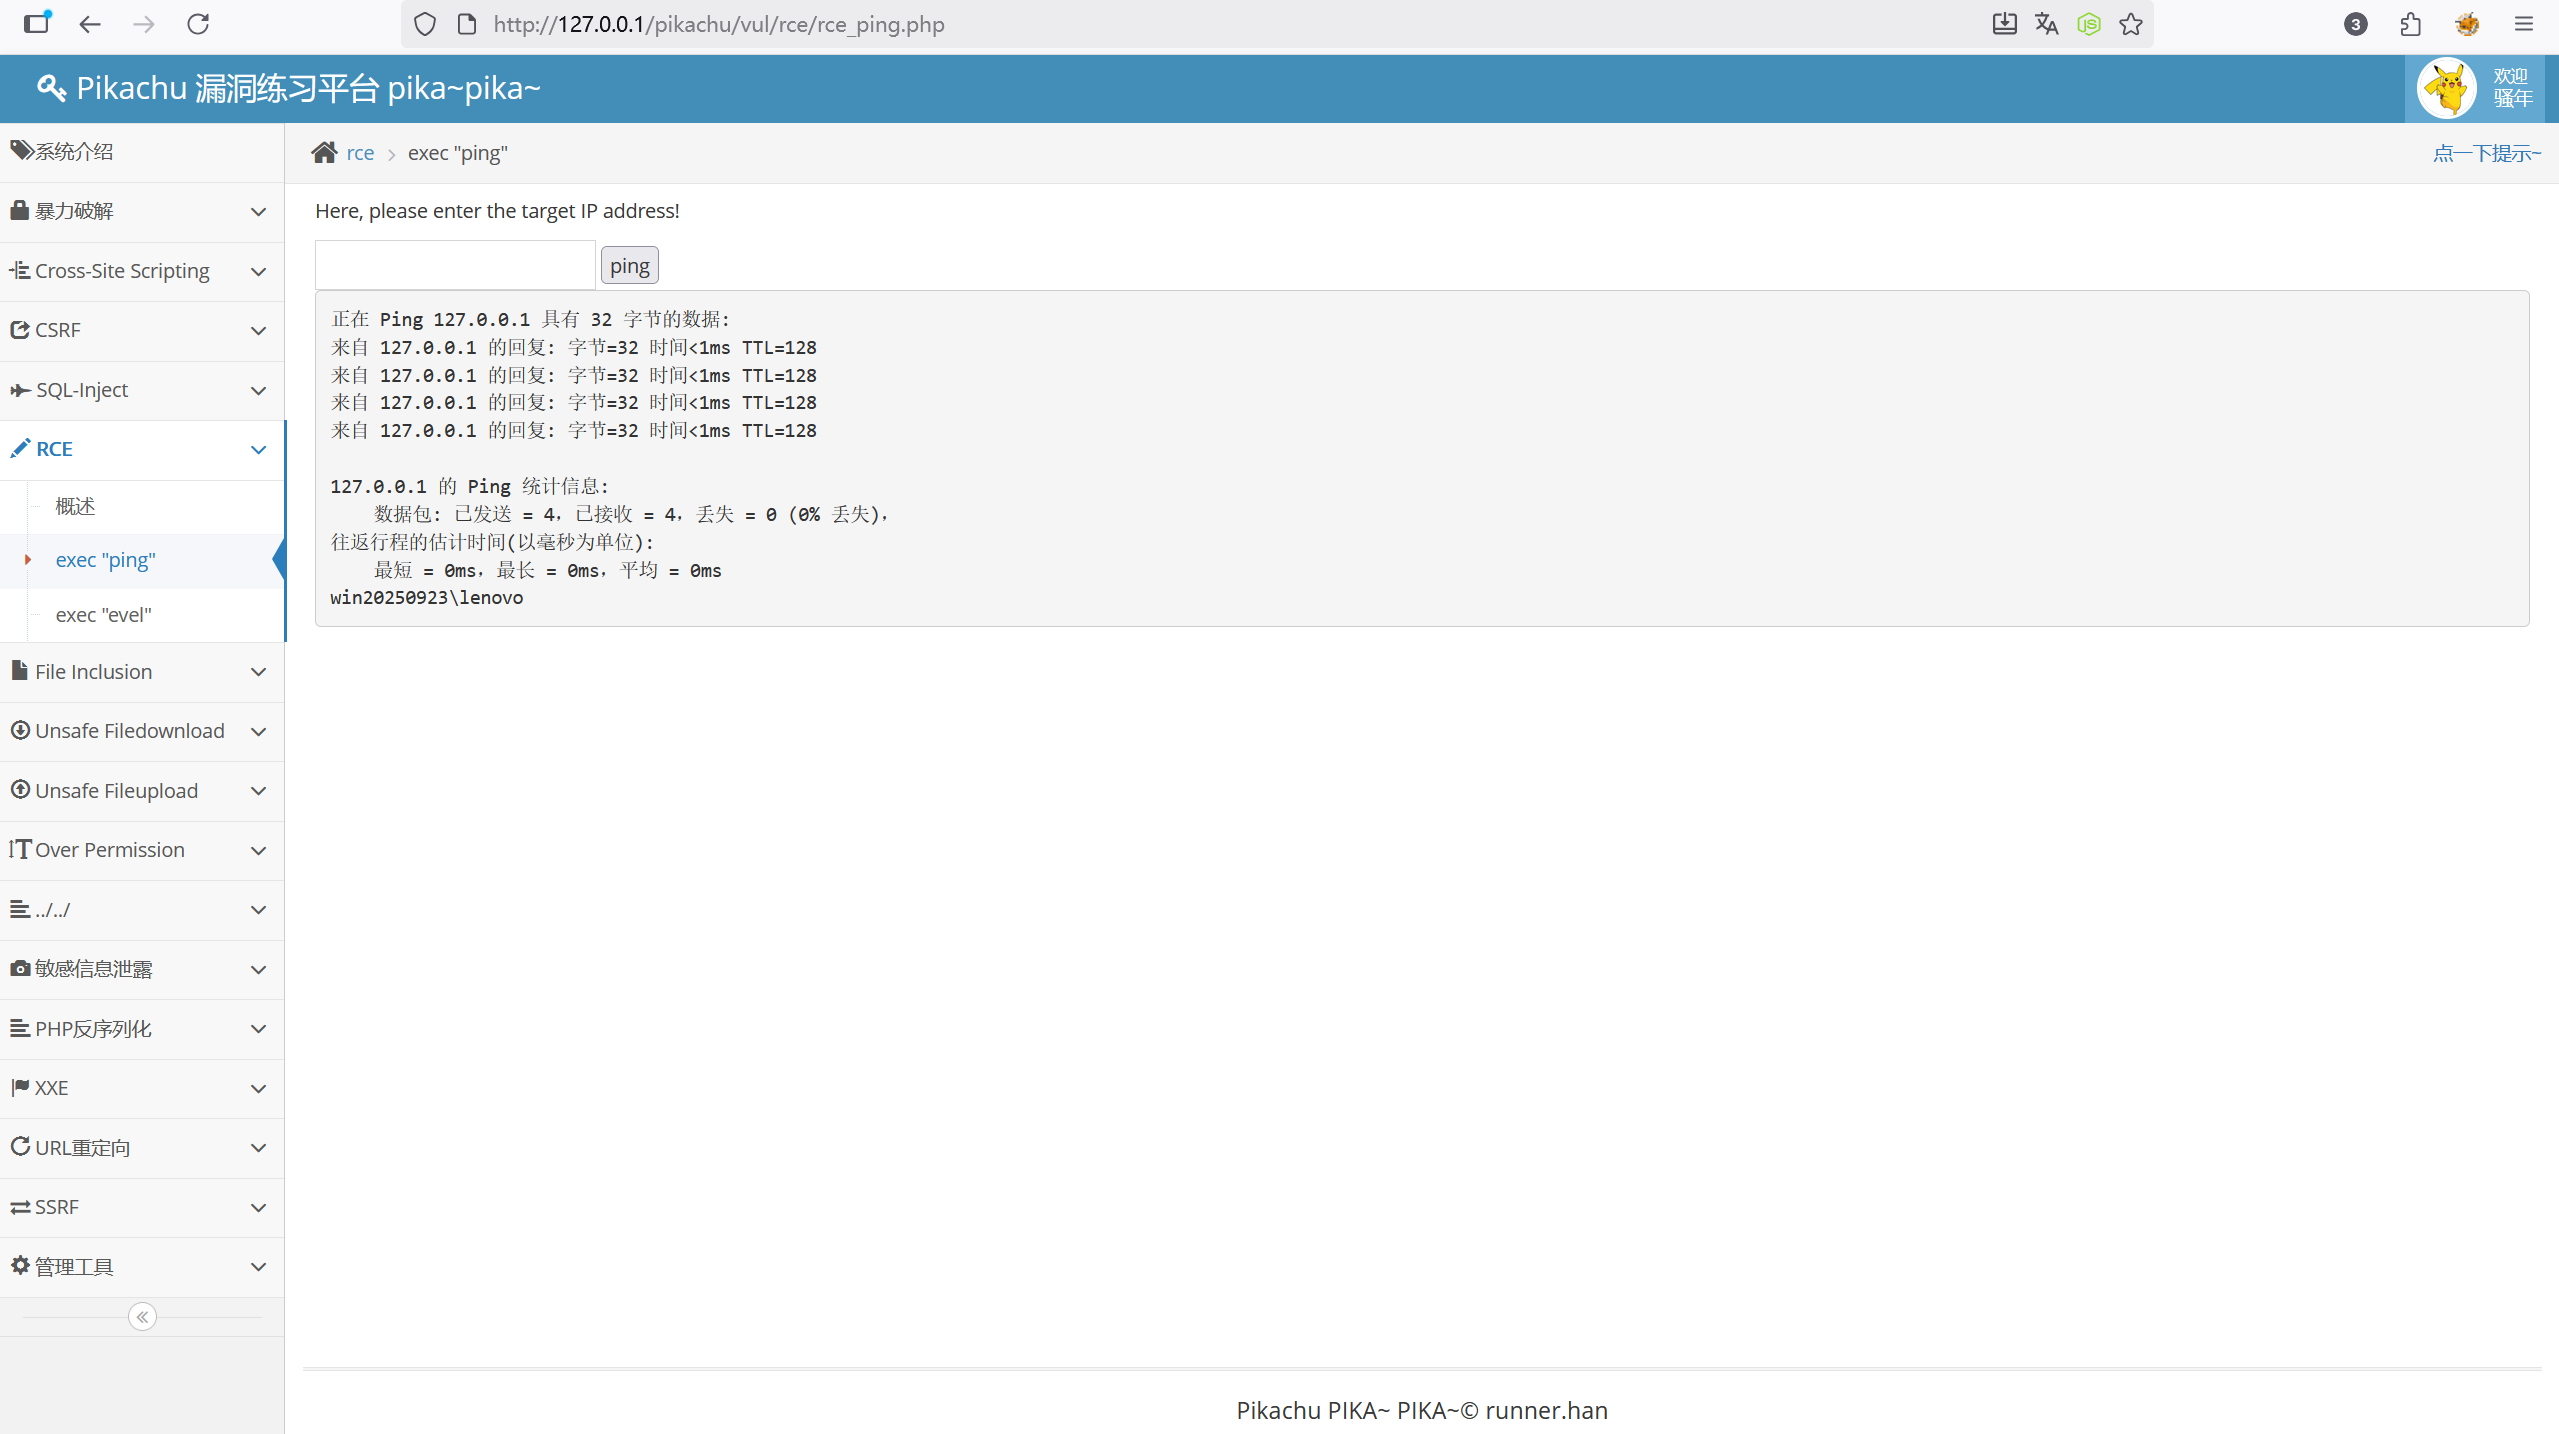 http://127.0.0.1/pikachu/vul/rce/rce_ping.php
3
Pikachu 漏洞练习平台 pika~pika~
欢迎
骚年
系统介绍
暴力破解
Cross-Site Scripting
CSRF
SQL-Inject
RCE
概述
exec "ping"
exec "evel"
File Inclusion
Unsafe Filedownload
Unsafe Fileupload
Over Permission
../../
敏感信息泄露
PHP反序列化
XXE
URL重定向
SSRF
管理工具
rce > exec "ping"
点一下提示~
Here, please enter the target IP address!
ping
正在 Ping 127.0.0.1 具有 32 字节的数据:
来自 127.0.0.1 的回复: 字节=32 时间<1ms TTL=128
来自 127.0.0.1 的回复: 字节=32 时间<1ms TTL=128
来自 127.0.0.1 的回复: 字节=32 时间<1ms TTL=128
来自 127.0.0.1 的回复: 字节=32 时间<1ms TTL=128
127.0.0.1 的 Ping 统计信息:
数据包: 已发送 = 4，已接收 = 4，丢失 = 0 (0% 丢失)，
往返行程的估计时间(以毫秒为单位):
最短 = 0ms，最长 = 0ms，平均 = 0ms
win20250923\lenovo
Pikachu PIKA~ PIKA~© runner.han